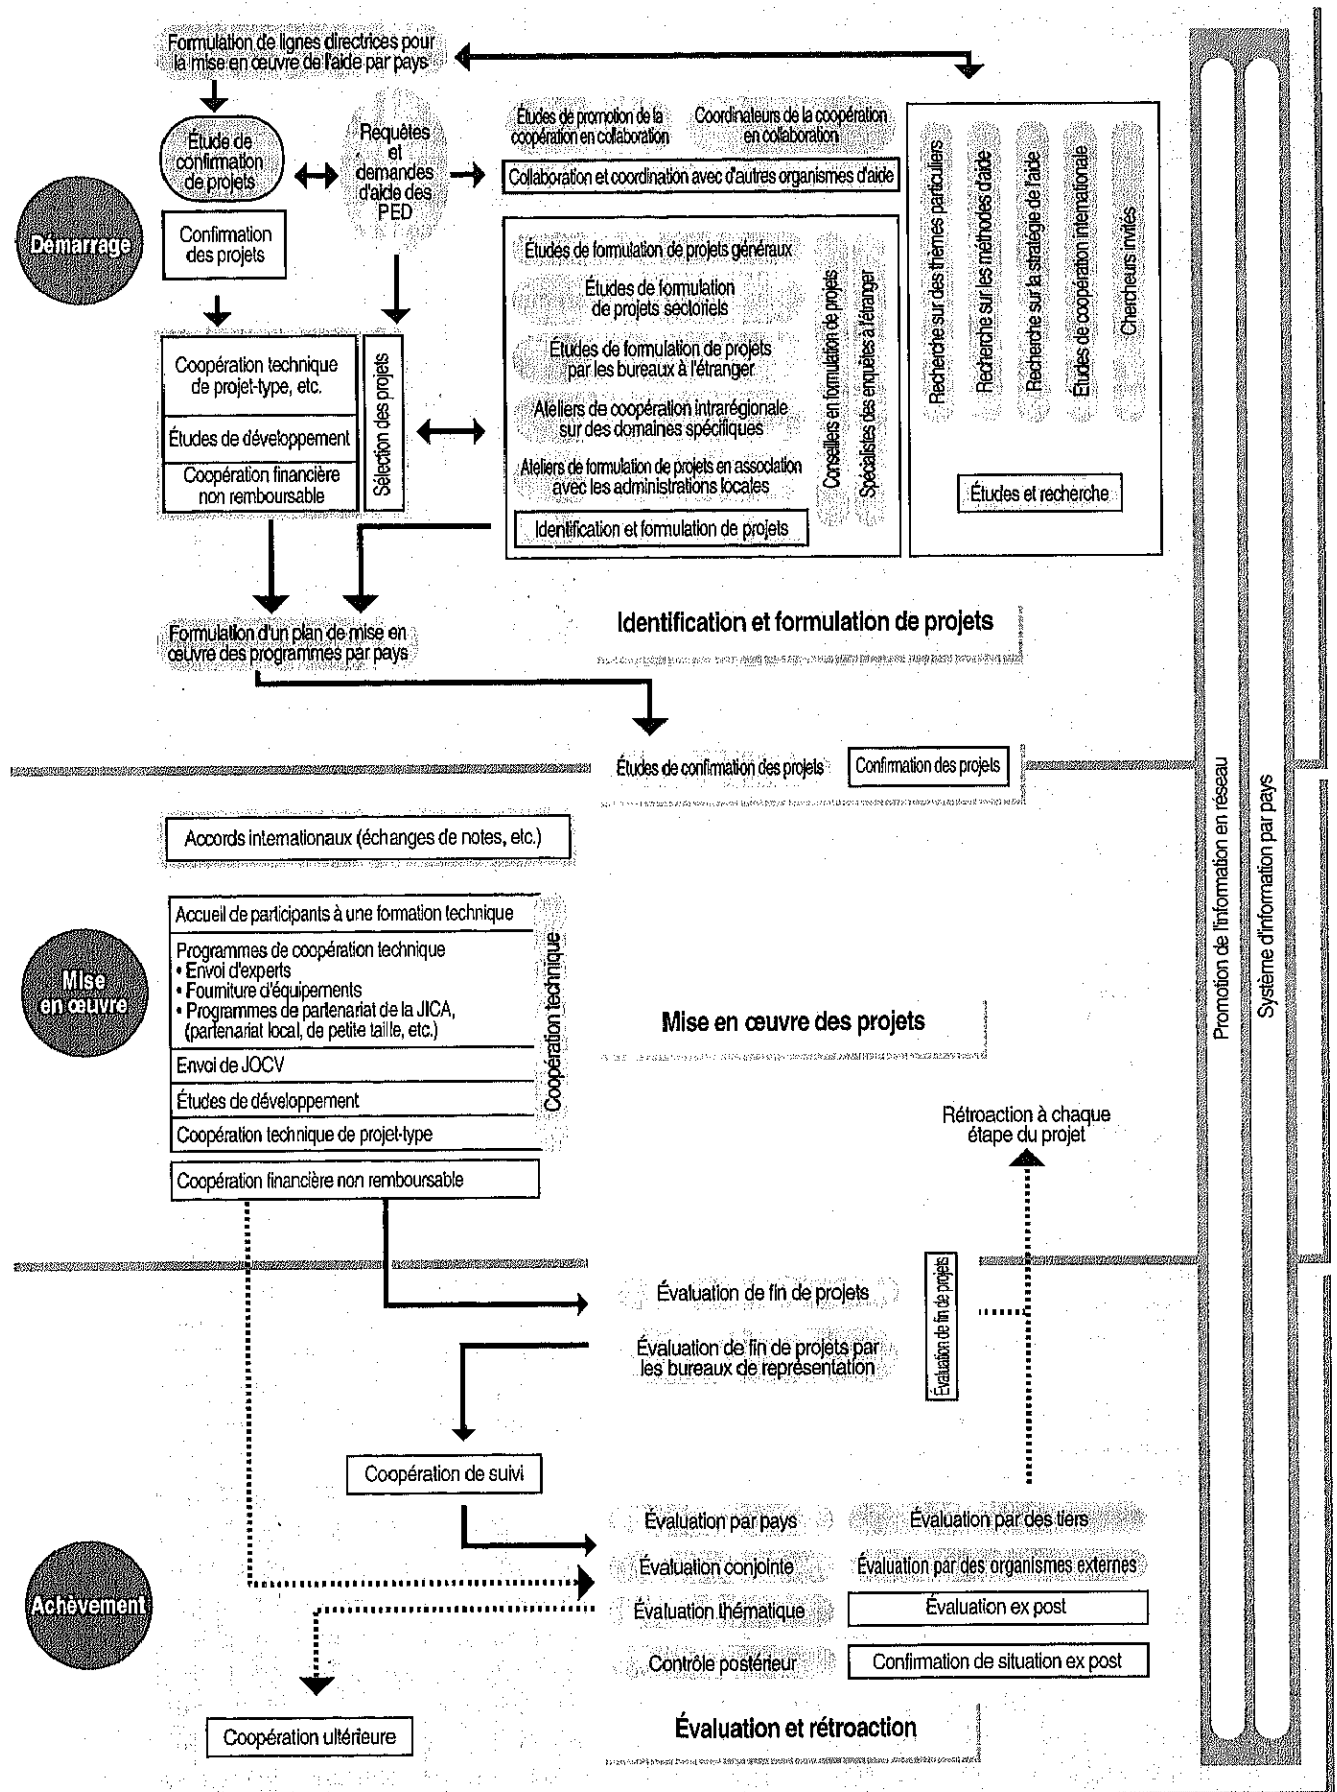 Formulation de lignes directrices pour
la mise en œuvre de l'aide par pays
Étude de
confirmation
de projets
Requêtes
et
demandes
d'aide des
PED
Études de promotion de la
coopération en collaboration
Coordinateurs de la coopération
en collaboration
Collaboration et coordination avec d'autres organismes d'aide
Démarrage
Confirmation
des projets
Études de formulation de projets généraux
Études de formulation
de projets sectoriels
Études de formulation de projets
par les bureaux à l'étranger
Ateliers de coopération intrarégionale
sur des domaines spécifiques
Ateliers de formulation de projets en association
avec les administrations locales
Identification et formulation de projets
Conseillers en formulation de projets
Spécialistes des enquêtes à l'étranger
Recherche sur des thèmes particuliers
Recherche sur les méthodes d'aide
Recherche sur la stratégie de l'aide
Études de coopération internationale
Chercheurs invités
Études et recherche
Coopération technique
de projet-type, etc.
Études de développement
Coopération financière
non remboursable
Sélection des projets
Formulation d'un plan de mise en
œuvre des programmes par pays
Identification et formulation de projets
Études de confirmation des projets
Confirmation des projets
Promotion de l'information en réseau
Système d'information par pays
Accords internationaux (échanges de notes, etc.)
Mise
en œuvre
Accueil de participants à une formation technique
Programmes de coopération technique
• Envoi d'experts
• Fourniture d'équipements
• Programmes de partenariat de la JICA,
(partenariat local, de petite taille, etc.)
Envoi de JOCV
Études de développement
Coopération technique de projet-type
Coopération technique
Coopération financière non remboursable
Mise en œuvre des projets
Rétroaction à chaque
étape du projet
Évaluation de fin de projets
Évaluation de fin de projets par
les bureaux de représentation
Évaluation de fin de projets
Coopération de suivi
Achèvement
Évaluation par pays
Évaluation par des tiers
Évaluation conjointe
Évaluation par des organismes externes
Évaluation thématique
Évaluation ex post
Contrôle postérieur
Confirmation de situation ex post
Coopération ultérieure
Évaluation et rétroaction